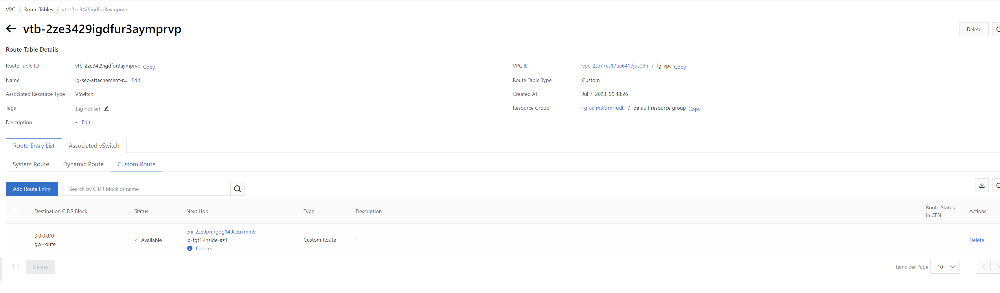 VPC / Route Tables / vtb-2ze3429igdfur3aymprvp
vtb-2ze3429igdfur3aymprvp
Delete
Route Table Details
Route Table ID vtb-2ze3429igdfur3aymprvp Copy
VPC ID vpc-2ze77es17ue641djas06h / lg-vpc Copy
Name lg-sec-attachement-r... Edit
Route Table Type Custom
Associated Resource Type VSwitch
Created At Jul 7, 2023, 09:48:26
Tags Tag not set
Resource Group rg-acfm3itrmrfudli / default resource group Copy
Description - Edit
Route Entry List Associated vSwitch
System Route Dynamic Route Custom Route
Add Route Entry Search by CIDR block or name
Destination CIDR Block Status Next Hop Type Description Route Status in CEN Actions
0.0.0.0/0
gw-route
Available
eni-2ze9pmrgdg149ceu7mm9
lg-fgt1-inside-az1
Delete
Custom Route - - Delete
Delete
Items per Page 10